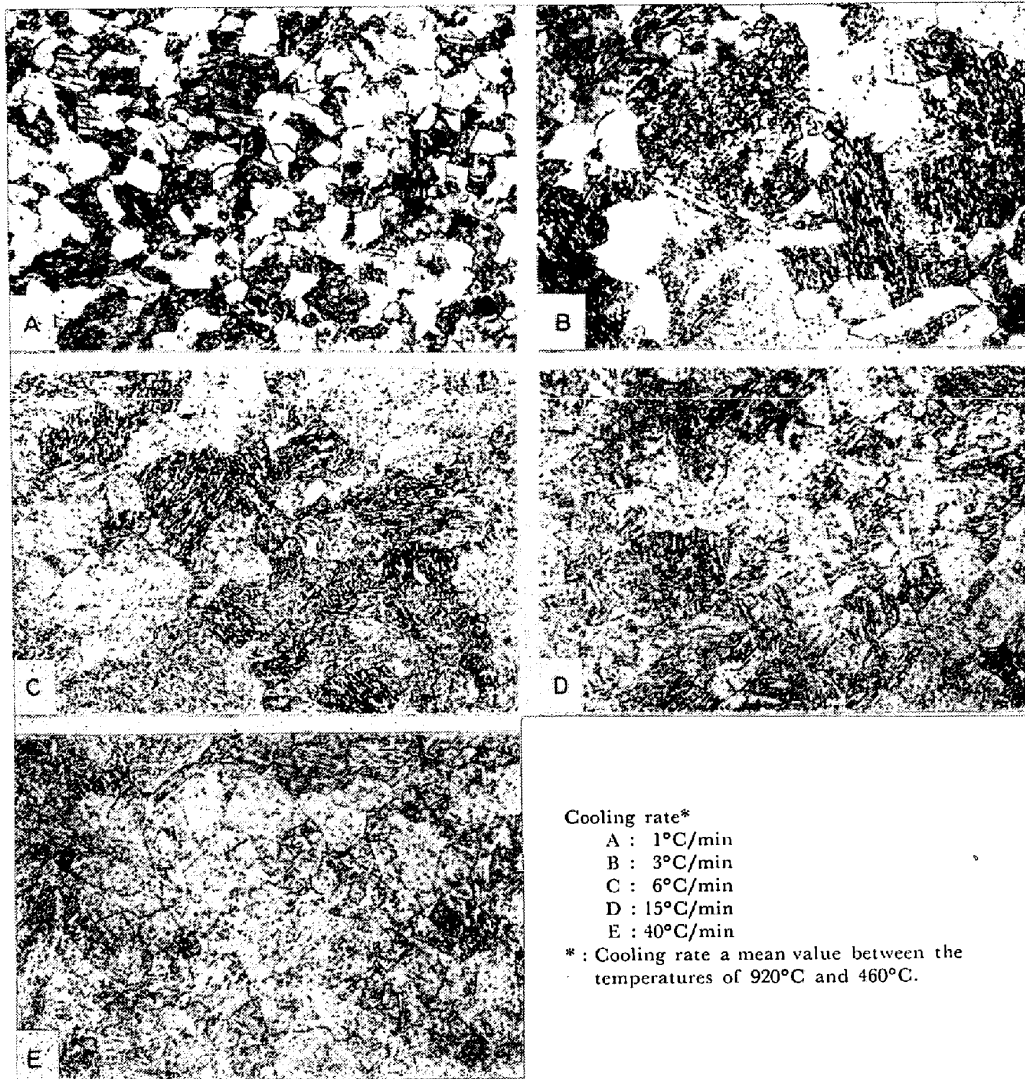 A
B
C
D
E
Cooling rate*
A : 1°C/min
B : 3°C/min
C : 6°C/min
D : 15°C/min
E : 40°C/min
* : Cooling rate a mean value between the
temperatures of 920°C and 460°C.